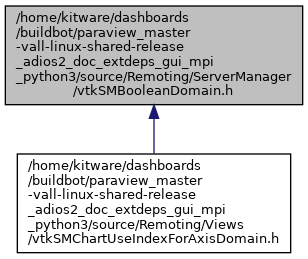 /home/kitware/dashboards
/buildbot/paraview_master
-vall-linux-shared-release
_adios2_doc_extdeps_gui_mpi
_python3/source/Remoting/ServerManager
/vtkSMBooleanDomain.h
/home/kitware/dashboards
/buildbot/paraview_master
-vall-linux-shared-release
_adios2_doc_extdeps_gui_mpi
_python3/source/Remoting/Views
/vtkSMChartUseIndexForAxisDomain.h